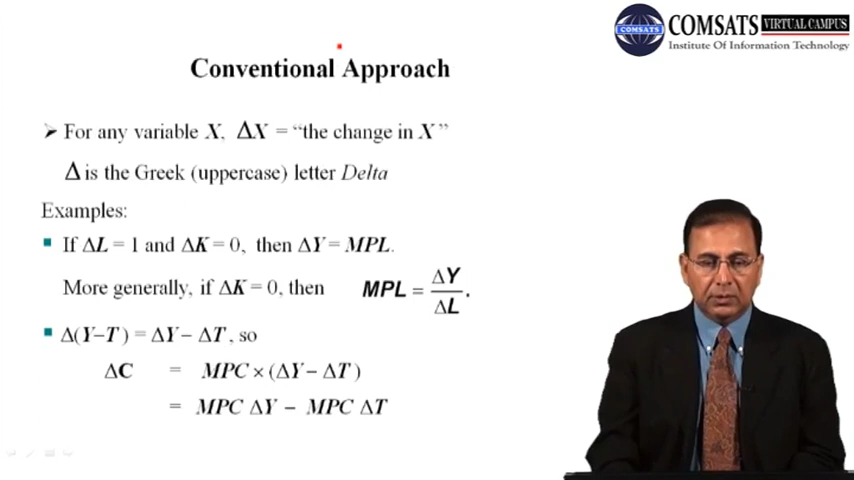 COMSATS VIRTUAL CAMPUS
COMSATS
Institute Of Information Technology
Conventional Approach
➤ For any variable X, ΔX = “the change in X ”
Δ is the Greek (uppercase) letter Delta
Examples:
▪ If ΔL = 1 and ΔK = 0, then ΔY = MPL.
More generally, if ΔK = 0, then MPL = ΔY / ΔL .
▪ Δ(Y−T ) = ΔY − ΔT , so
ΔC = MPC × (ΔY − ΔT )
= MPC ΔY − MPC ΔT